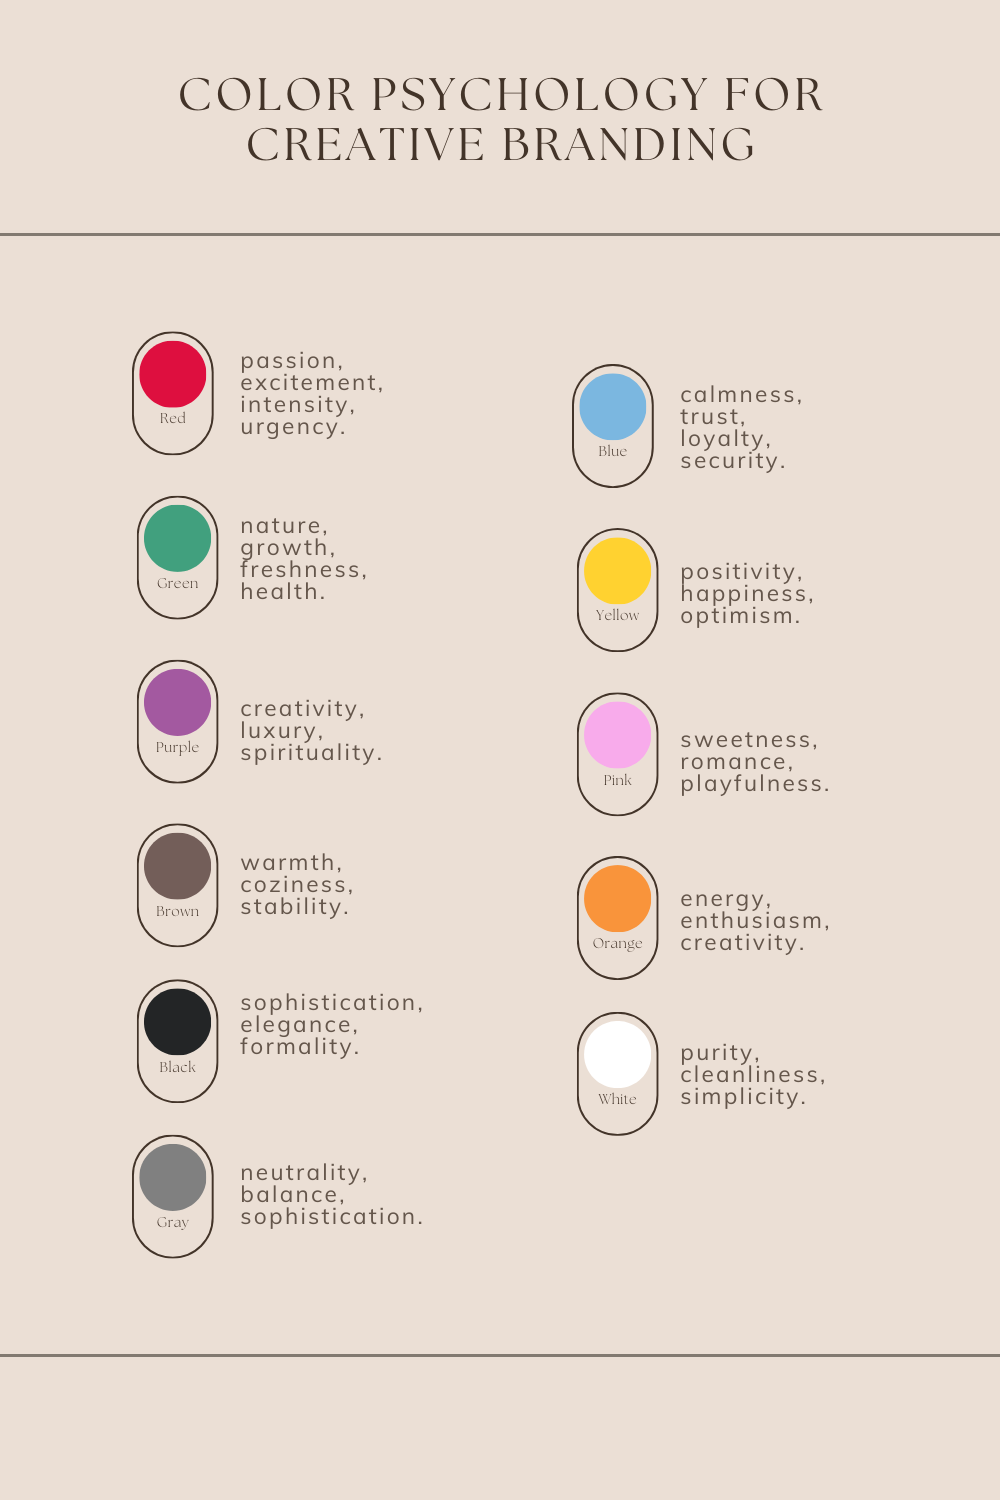 COLOR PSYCHOLOGY FOR
CREATIVE BRANDING
Red
passion,
excitement,
intensity,
urgency.
Green
nature,
growth,
freshness,
health.
Purple
creativity,
luxury,
spirituality.
Brown
warmth,
coziness,
stability.
Black
sophistication,
elegance,
formality.
Gray
neutrality,
balance,
sophistication.
Blue
calmness,
trust,
loyalty,
security.
Yellow
positivity,
happiness,
optimism.
Pink
sweetness,
romance,
playfulness.
Orange
energy,
enthusiasm,
creativity.
White
purity,
cleanliness,
simplicity.